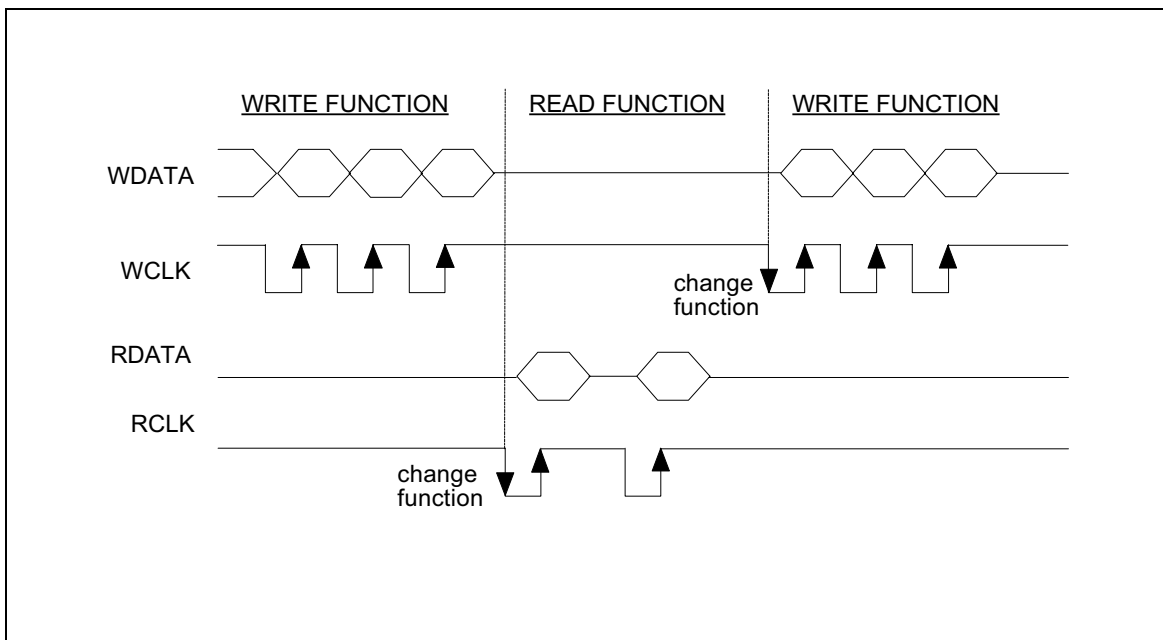 WRITE FUNCTION READ FUNCTION WRITE FUNCTION
WDATA
WCLK
change
function
RDATA
RCLK
change
function